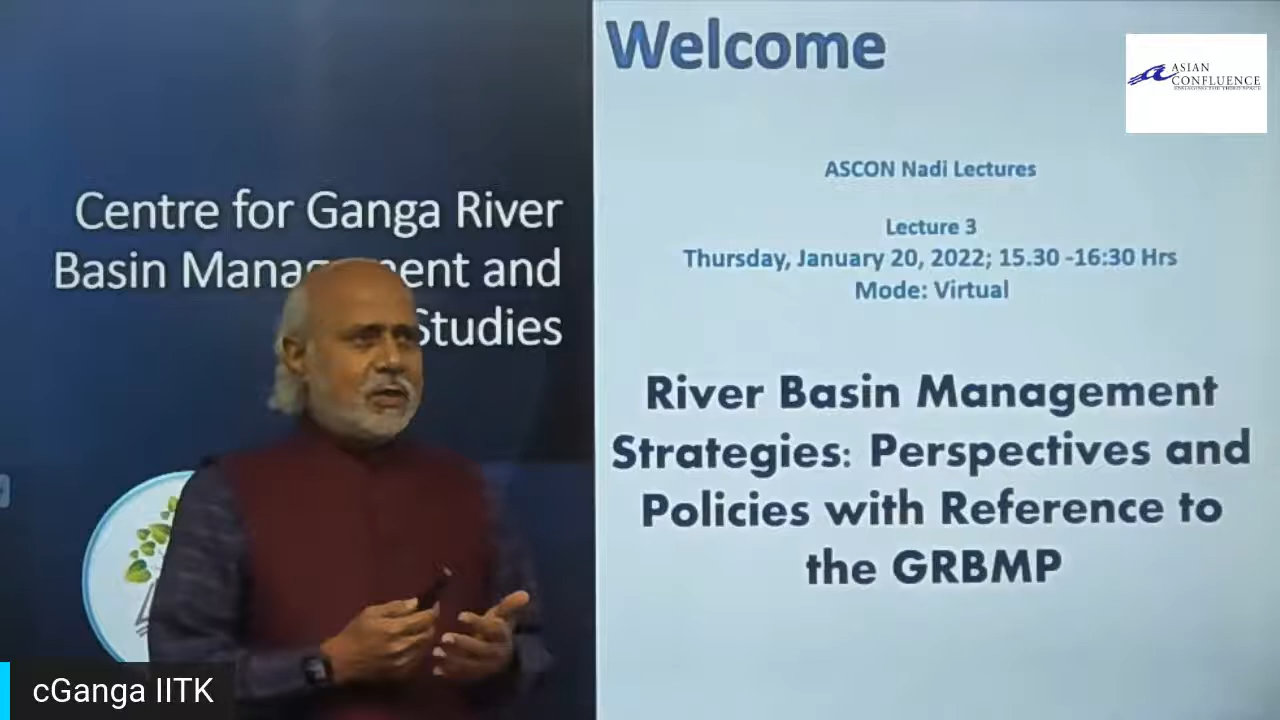 Welcome
ASIAN
CONFLUENCE
ASCON Nadi Lectures
Lecture 3
Thursday, January 20, 2022; 15.30 -16:30 Hrs
Mode: Virtual
River Basin Management
Strategies: Perspectives and
Policies with Reference to
the GRBMP
Centre for Ganga River
Basin Mana ent and
Studies
cGanga IITK